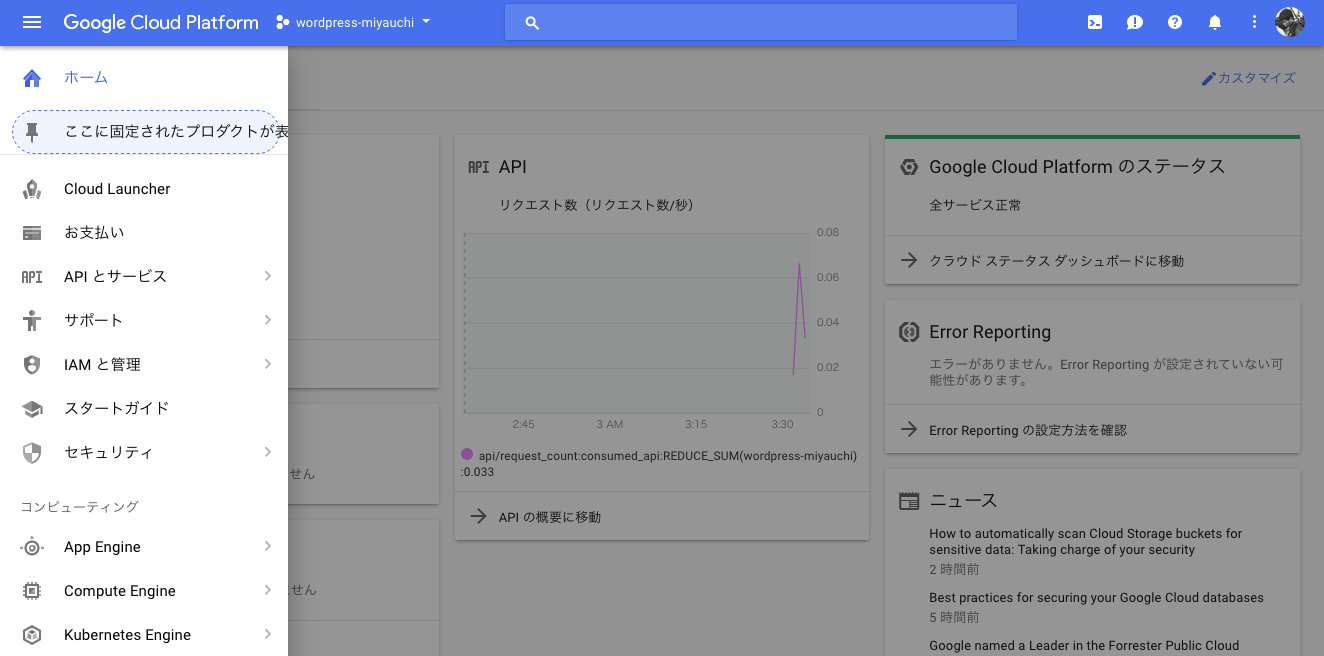 Google Cloud Platform
wordpress-miyauchi
ホーム
ここに固定されたプロダクトが表
Cloud Launcher
お支払い
API API とサービス
サポート
IAM と管理
スタートガイド
セキュリティ
コンピューティング
App Engine
Compute Engine
Kubernetes Engine
カスタマイズ
せん
せん
API API
リクエスト数（リクエスト数/秒）
0.08
0.06
0.04
0.02
0
2:45 3 AM 3:15 3:30
api/request_count:consumed_api:REDUCE_SUM(wordpress-miyauchi)
:0.033
API の概要に移動
Google Cloud Platform のステータス
全サービス正常
クラウド ステータス ダッシュボードに移動
Error Reporting
エラーがありません。Error Reporting が設定されていない可
能性があります。
Error Reporting の設定方法を確認
ニュース
How to automatically scan Cloud Storage buckets for
sensitive data: Taking charge of your security
2 時間前
Best practices for securing your Google Cloud databases
5 時間前
Google named a Leader in the Forrester Public Cloud